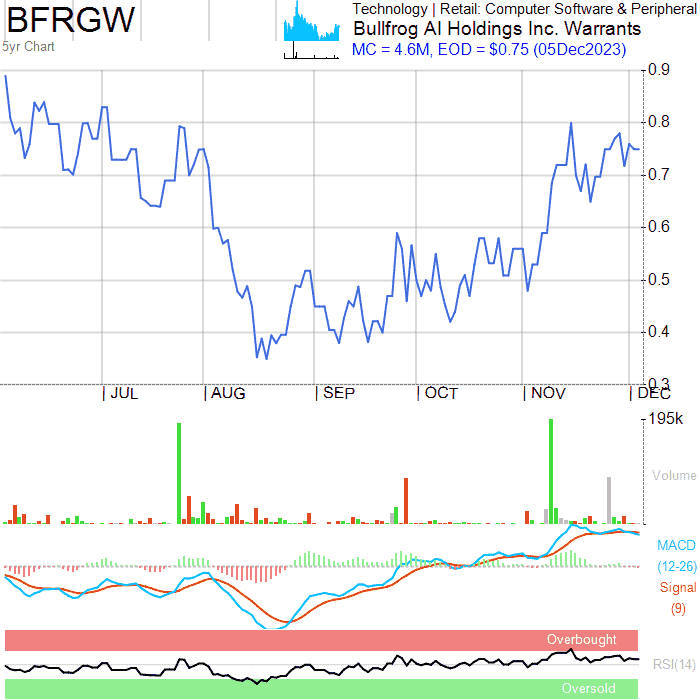 BFRGW
5yr Chart
Technology | Retail: Computer Software & Peripheral
Bullfrog AI Holdings Inc. Warrants
MC = 4.6M, EOD = $0.75 (05Dec2023)
0.9
0.8
0.7
0.6
0.5
0.4
0.3
JUL
AUG
SEP
OCT
NOV
DEC
195k
Volume
MACD
(12-26)
Signal
(9)
Overbought
RSI(14)
Oversold